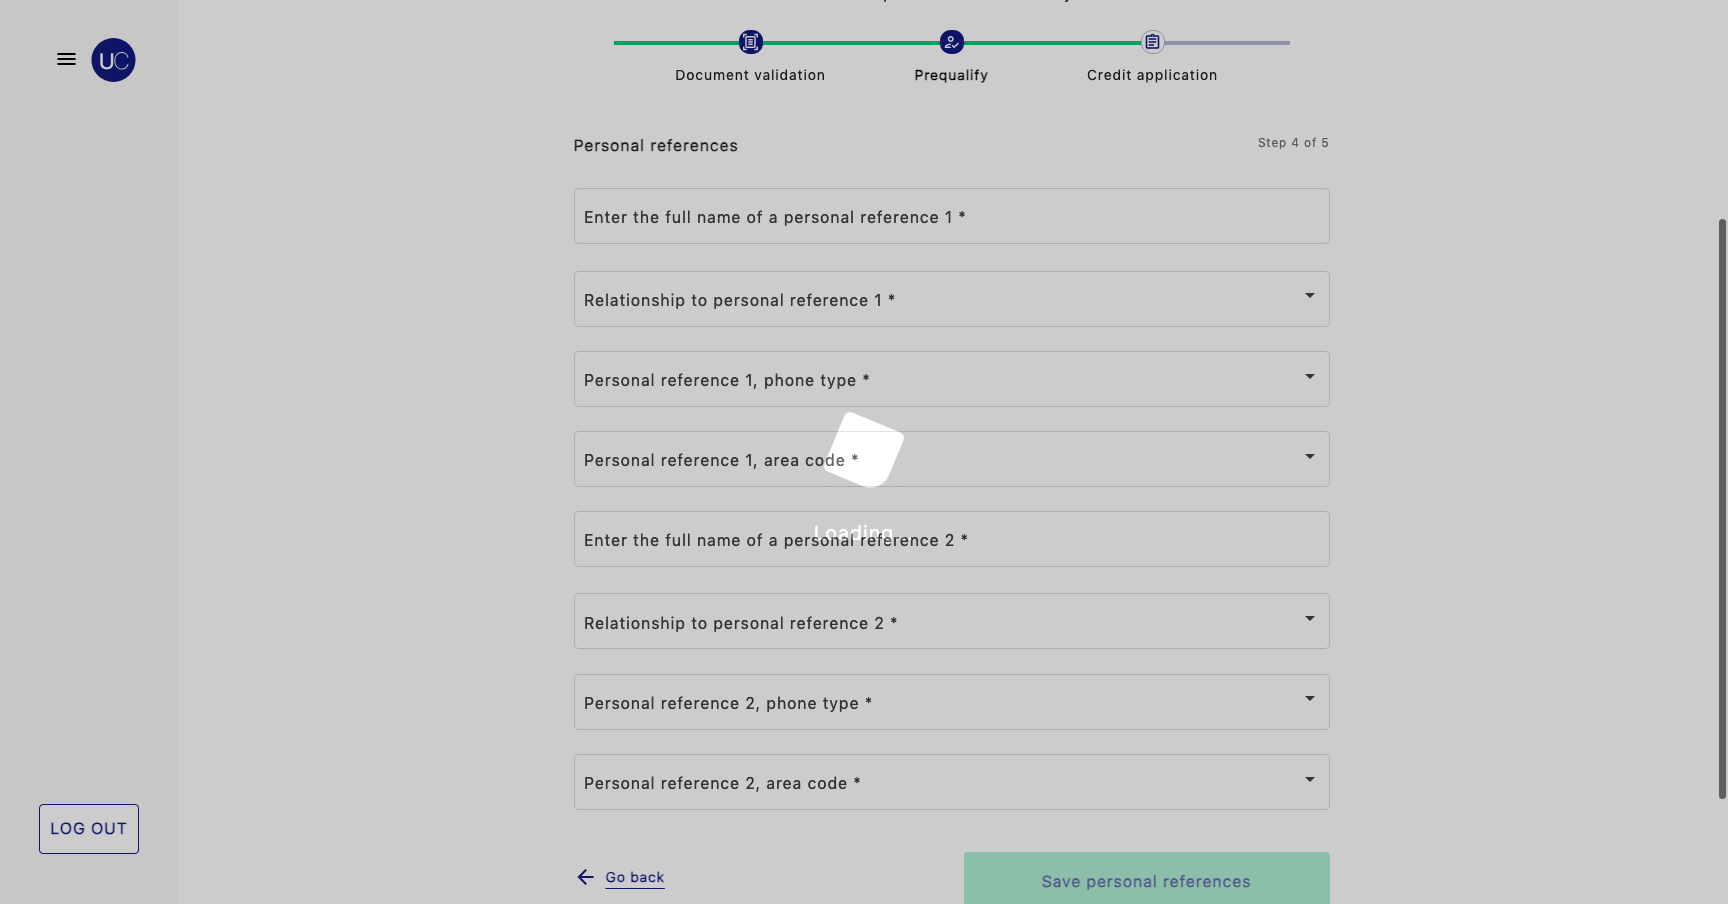 UC
Document validation
Prequalify
Credit application
Personal references
Step 4 of 5
Enter the full name of a personal reference 1 *
Relationship to personal reference 1 *
Personal reference 1, phone type *
Personal reference 1, area code *
Loading
Enter the full name of a personal reference 2 *
Relationship to personal reference 2 *
Personal reference 2, phone type *
Personal reference 2, area code *
LOG OUT
Go back
Save personal references